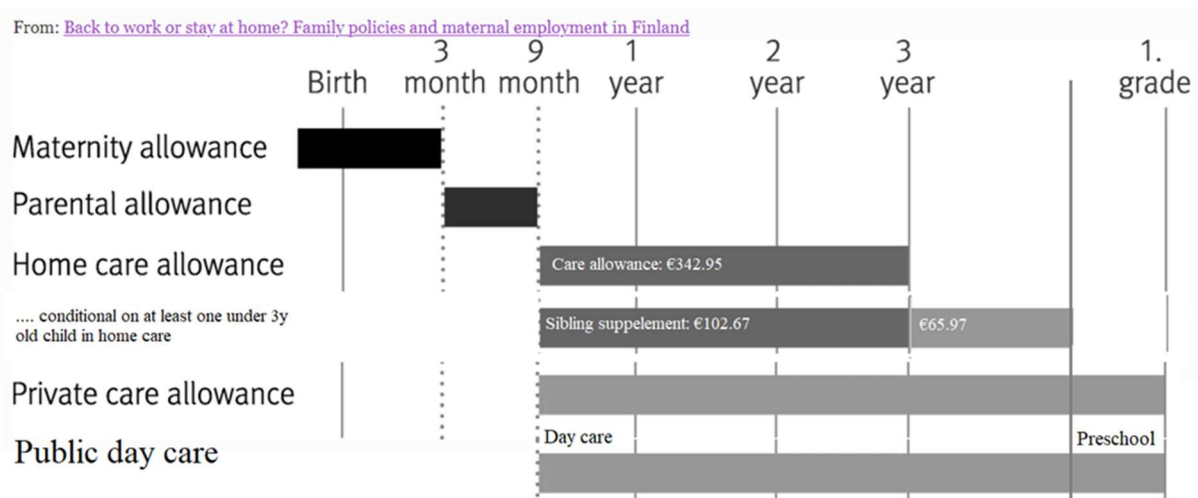 From: Back to work or stay at home? Family policies and maternal employment in Finland
3 9 1 2 3 1.
Birth month month year year year grade
Maternity allowance
Parental allowance
Home care allowance
Care allowance: €342.95
.... conditional on at least one under 3y
old child in home care
Sibling suppelement: €102.67
€65.97
Private care allowance
Day care
Preschool
Public day care